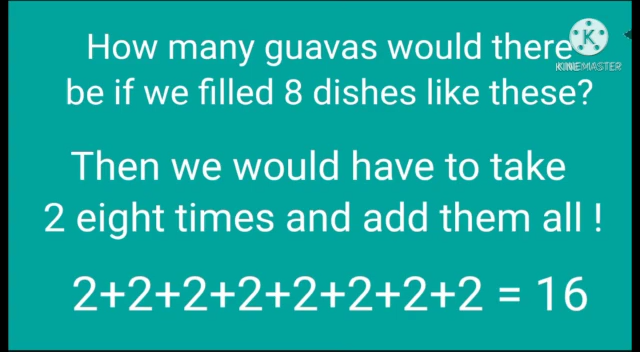 How many guavas would there
be if we filled 8 dishes like these?
K
KINEMASTER
Then we would have to take
2 eight times and add them all !
2+2+2+2+2+2+2+2 = 16